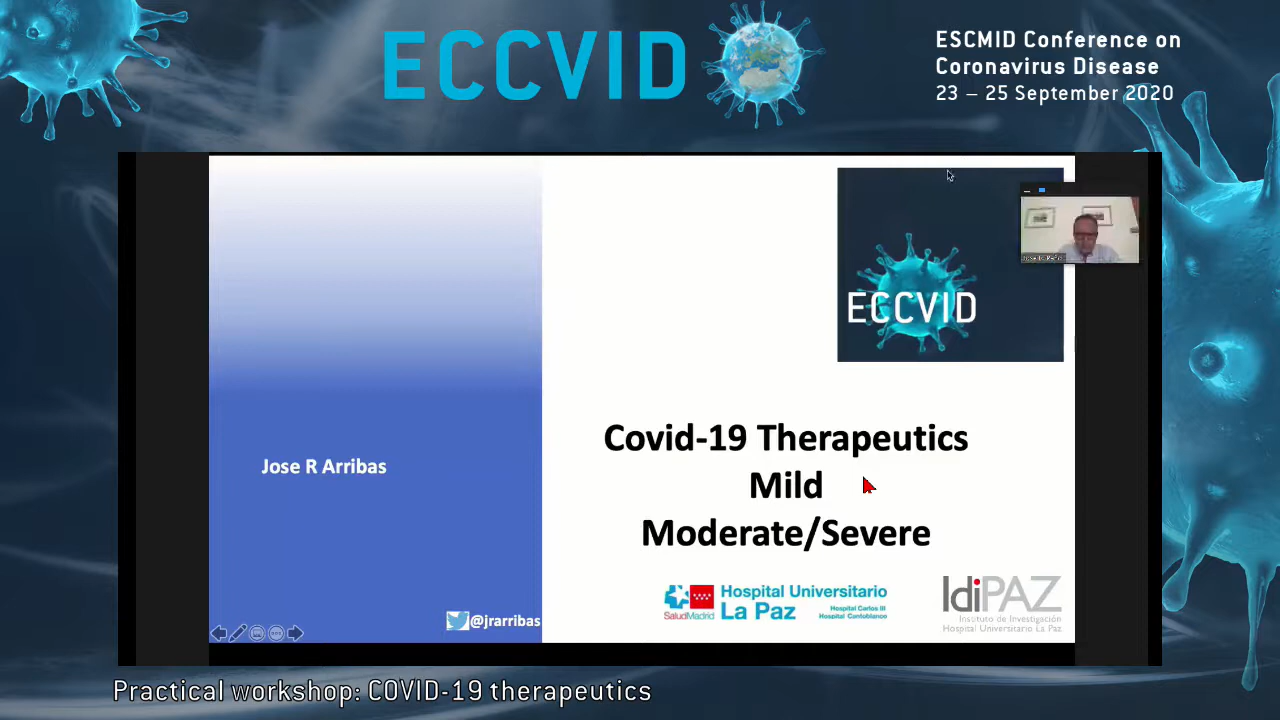 ECCVID
ESCMID Conference on
Coronavirus Disease
23 – 25 September 2020
ECCVID
Covid-19 Therapeutics
Mild
Moderate/Severe
Jose R Arribas
@jrarribas
SaludMadrid
Hospital Universitario
La Paz
Hospital Carlos III
Hospital Cantoblanco
IdiPAZ
Instituto de Investigación
Hospital Universitario La Paz
Practical workshop: COVID-19 therapeutics